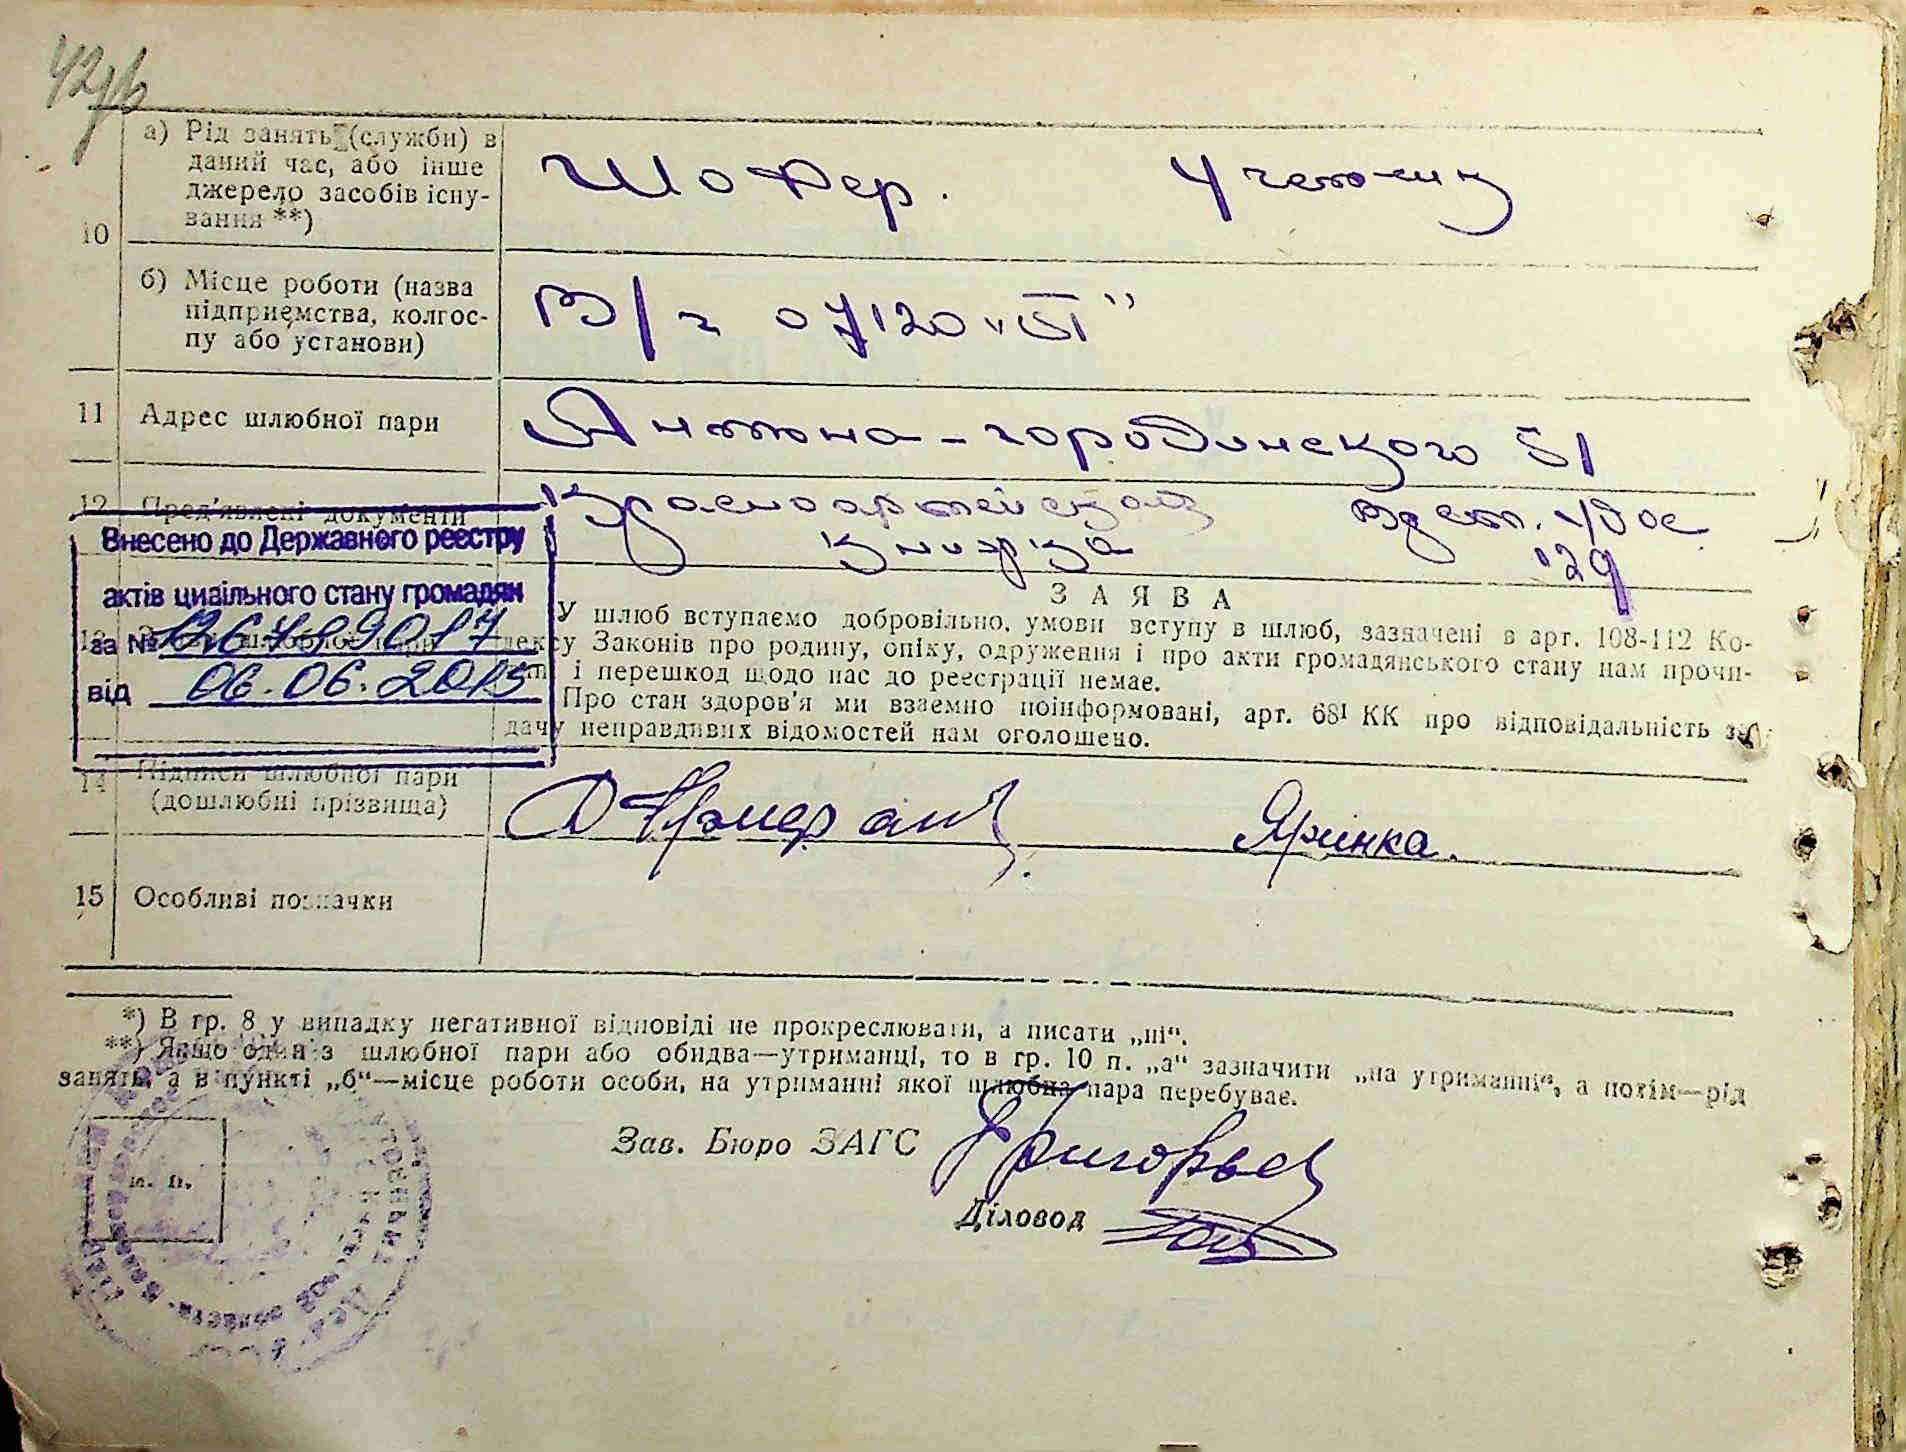 10
а) Рід занять (служби) в
даний час, або інше
джерело засобів існу-
вання **)
Шофер. Учетчик
б) Місце роботи (назва
підприємства, колгос-
пу або установи)
В/ч 07120 „Б"
11 Адрес шлюбної пари
Антона-городинского 51
12 Пред'явлені документи
Красноармейская
книжка
Внесено до Державного реєстру
актів цивільного стану громадян
за №
від 06.06.2015
ЗАЯВА
У шлюб вступаємо добровільно, умови вступу в шлюб, зазначені в арт. 108-112 Ко-
дексу Законів про родину, опіку, одруження і про акти громадянського стану нам прочи-
тані і перешкод щодо нас до реєстрації немає.
Про стан здоров'я ми взаємно поінформовані, арт. 68¹ КК про відповідальність за
дачу неправдивих відомостей нам оголошено.
14 Підписи шлюбної пари
(дошлюбні прізвища)
Яринка.
15 Особливі позначки
*) В гр. 8 у випадку негативної відповіді не прокреслювати, а писати „ні“.
**) Якщо один із шлюбної пари або обидва—утриманці, то в гр. 10 п. „а“ зазначити „на утриманні“, а потім—рід
занять, а в пункті „б“—місце роботи особи, на утриманні якої шлюбна пара перебуває.
Зав. Бюро ЗАГС Григорьев
Діловод
м. п.